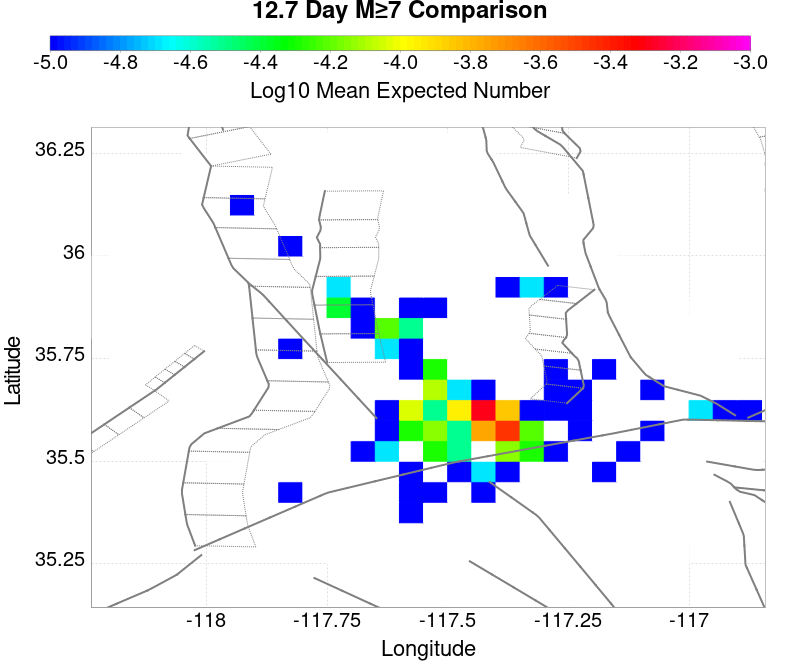 12.7 Day M≥7 Comparison
-5.0 -4.8 -4.6 -4.4 -4.2 -4.0 -3.8 -3.6 -3.4 -3.2 -3.0
Log10 Mean Expected Number
36.25
36
35.75
35.5
35.25
Latitude
-118 -117.75 -117.5 -117.25 -117
Longitude